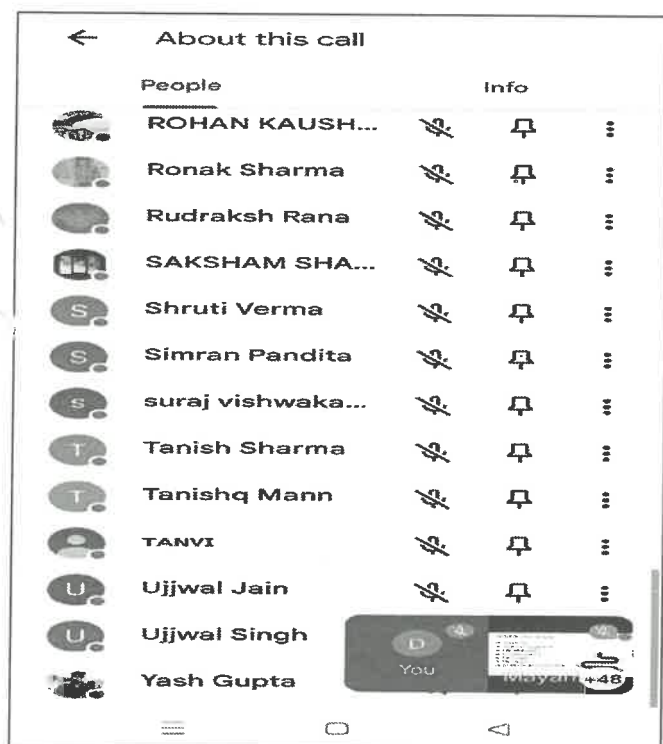 ← About this call
People Info
ROHAN KAUSH...
Ronak Sharma
Rudraksh Rana
SAKSHAM SHA...
S Shruti Verma
S Simran Pandita
s suraj vishwaka...
T Tanish Sharma
T Tanishq Mann
TANVI
U Ujjwal Jain
U Ujjwal Singh
D
You
Mayan
+48
Yash Gupta